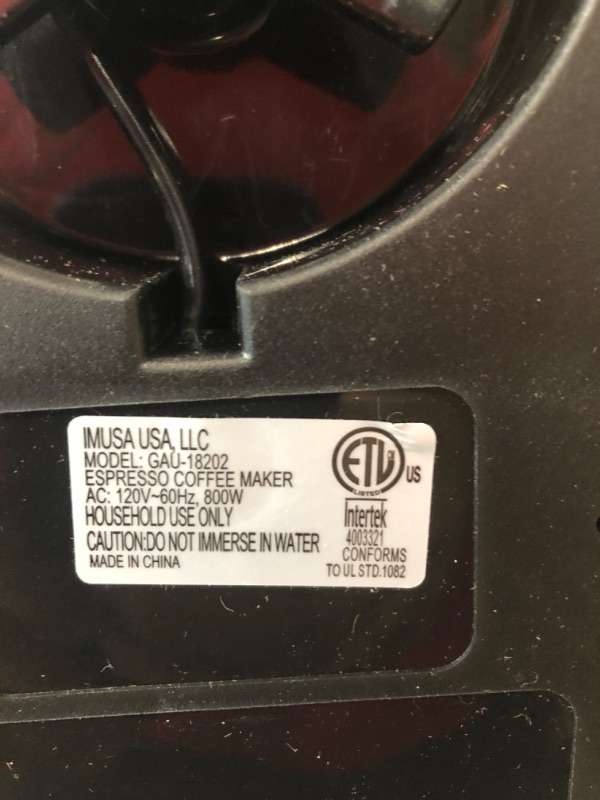 IMUSA USA, LLC
MODEL: GAU-18202
ESPRESSO COFFEE MAKER
AC: 120V~60Hz, 800W
HOUSEHOLD USE ONLY
CAUTION:DO NOT IMMERSE IN WATER
MADE IN CHINA
ETL
CM
US
LISTED
Intertek
4003321
CONFORMS
TO UL STD.1082